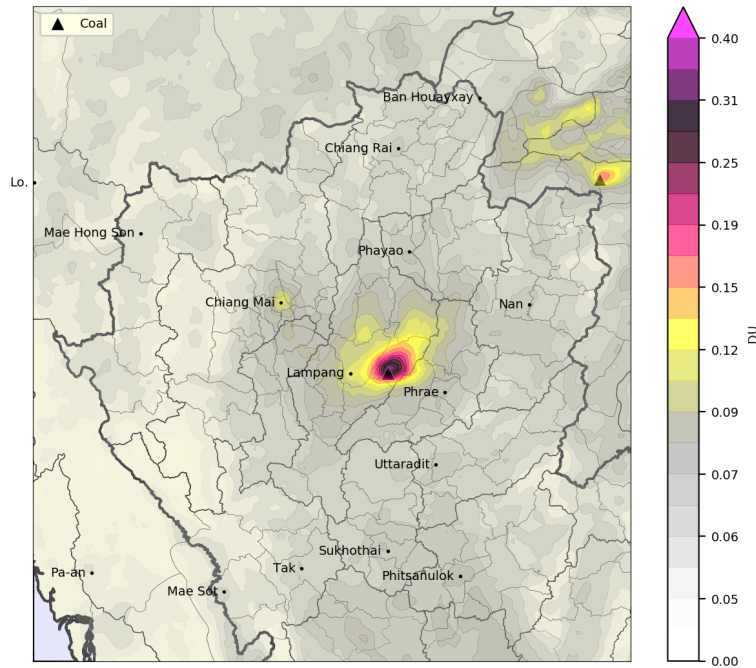 Coal
Ban Houayxay
Chiang Rai
Lo.
Mae Hong Son
Phayao
Chiang Mai
Nan
Lampang
Phrae
Uttaradit
Sukhothai
Tak
Phitsanulok
Pa-an
Mae Sot
0.40
0.31
0.25
0.19
0.15
0.12
0.09
0.07
0.06
0.05
0.00
DU